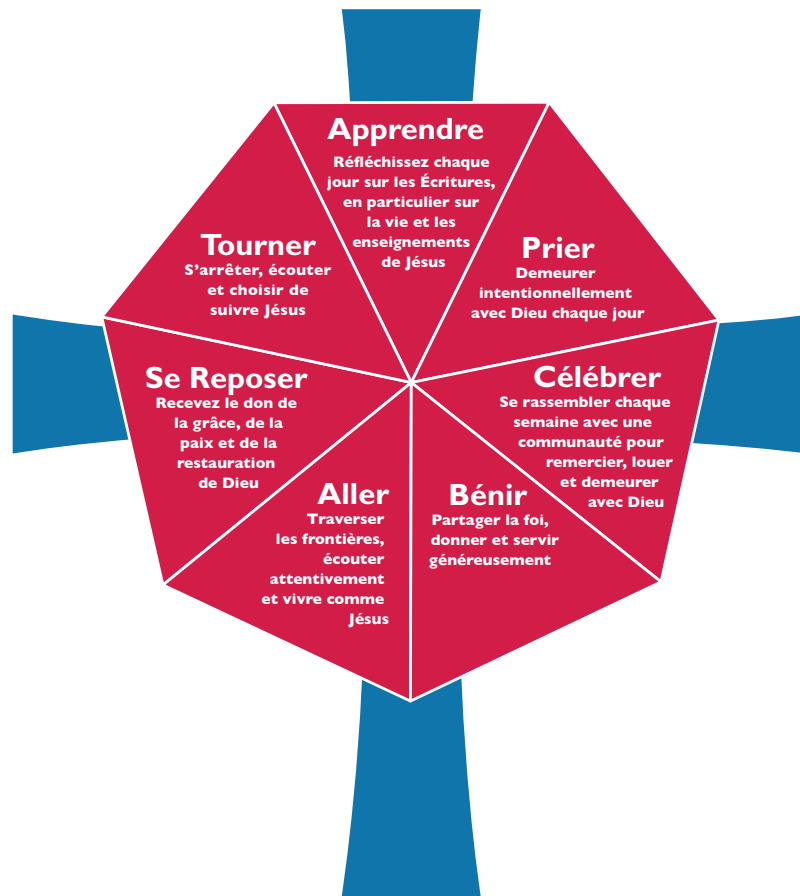 Apprendre
Réfléchissez chaque
jour sur les Écritures,
en particulier sur
la vie et les
enseignements
de Jésus
Prier
Demeurer
intentionnellement
avec Dieu chaque jour
Célébrer
Se rassembler chaque
semaine avec une
communauté pour
remercier, louer
et demeurer
avec Dieu
Bénir
Partager la foi,
donner et servir
généreusement
Aller
Traverser
les frontières,
écouter
attentivement
et vivre comme
Jésus
Se Reposer
Recevez le don de
la grâce, de la
paix et de la
restauration
de Dieu
Tourner
S’arrêter, écouter
et choisir de
suivre Jésus